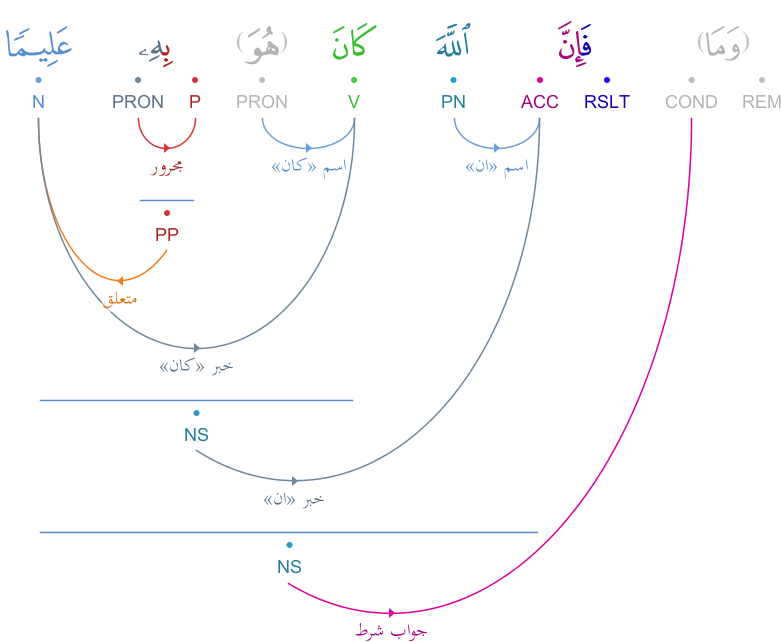 (وَمَا) فَإِنَّ ٱللَّهَ كَانَ (هُوَ) بِهِۦ عَلِيمًا
REM COND RSLT ACC PN V PRON P PRON N
مجرور اسم «كان» اسم «ان»
PP
متعلق
خبر «كان»
NS
خبر «ان»
NS
جواب شرط